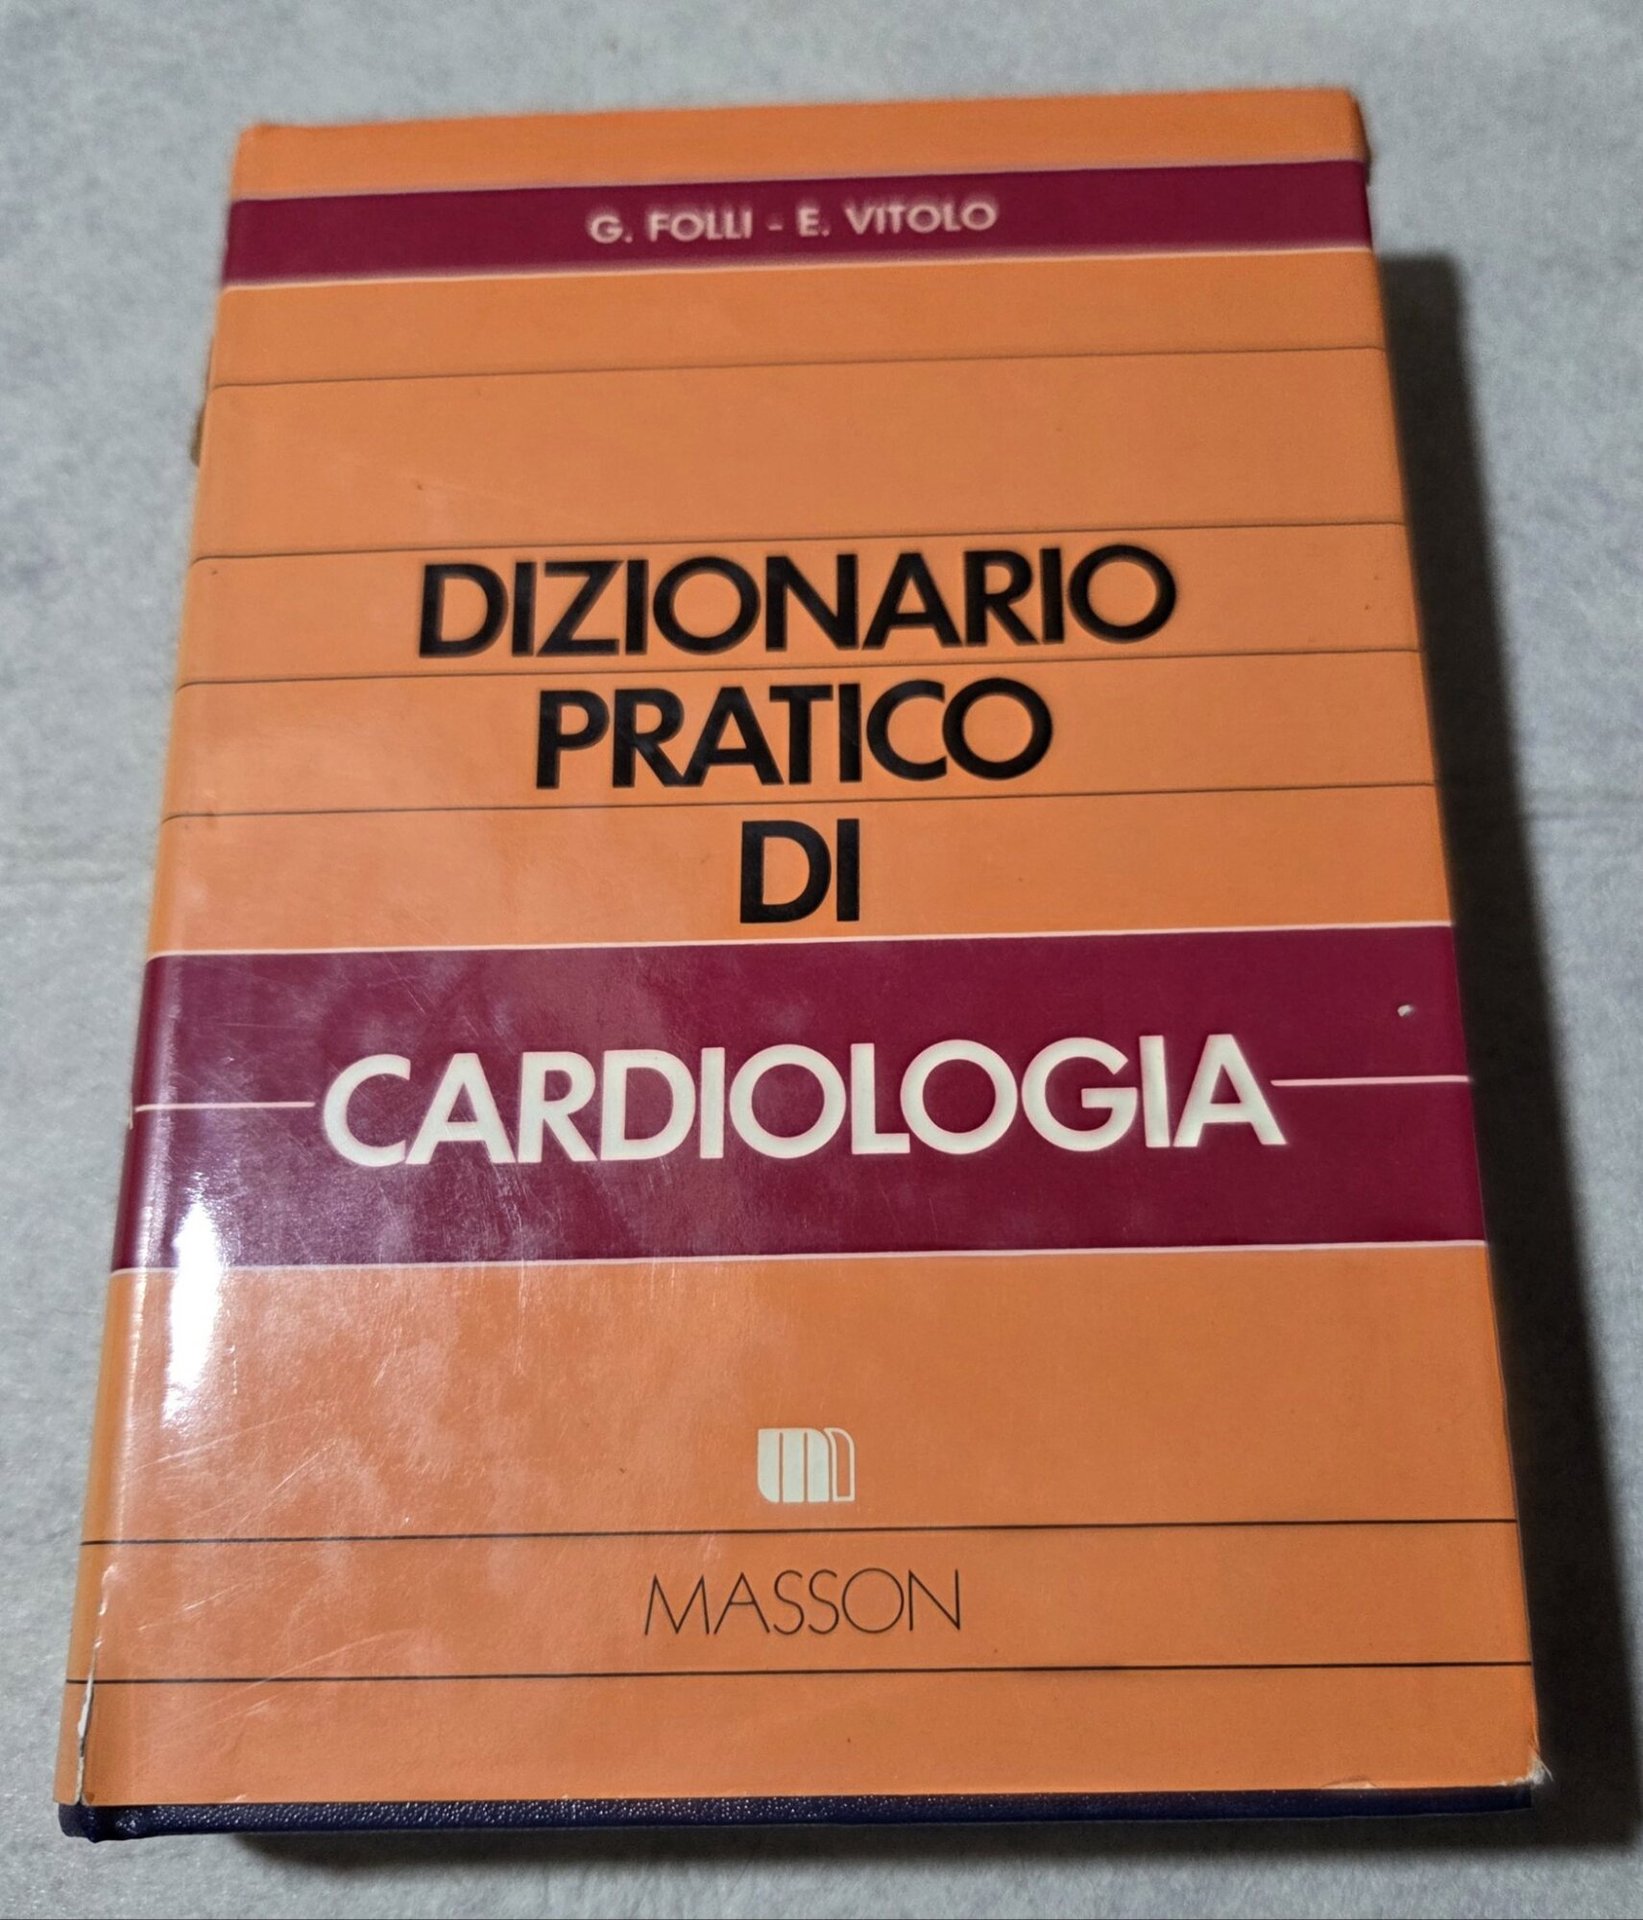 G. FOLLI - E. VITOLO
DIZIONARIO
PRATICO
DI
CARDIOLOGIA
m
MASSON